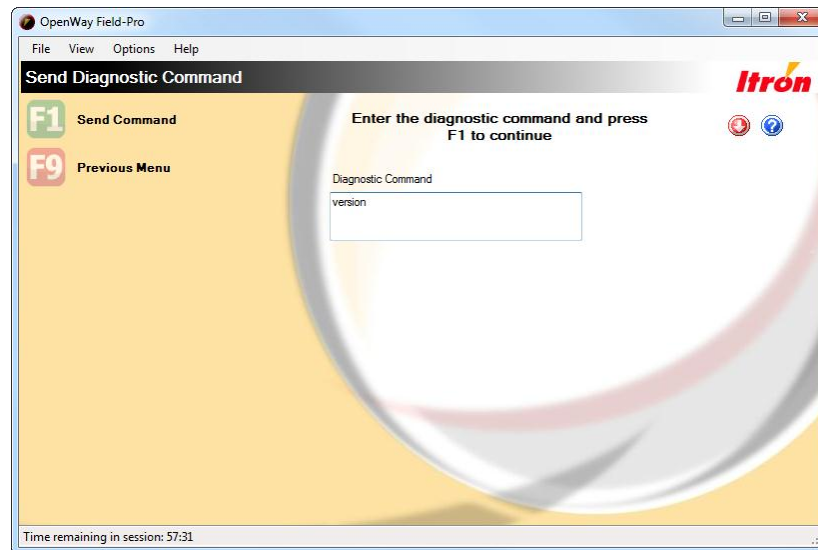 OpenWay Field-Pro
File View Options Help
Send Diagnostic Command
Itrón
F1 Send Command
Enter the diagnostic command and press
F1 to continue
F9 Previous Menu
Diagnostic Command
version
Time remaining in session: 57:31